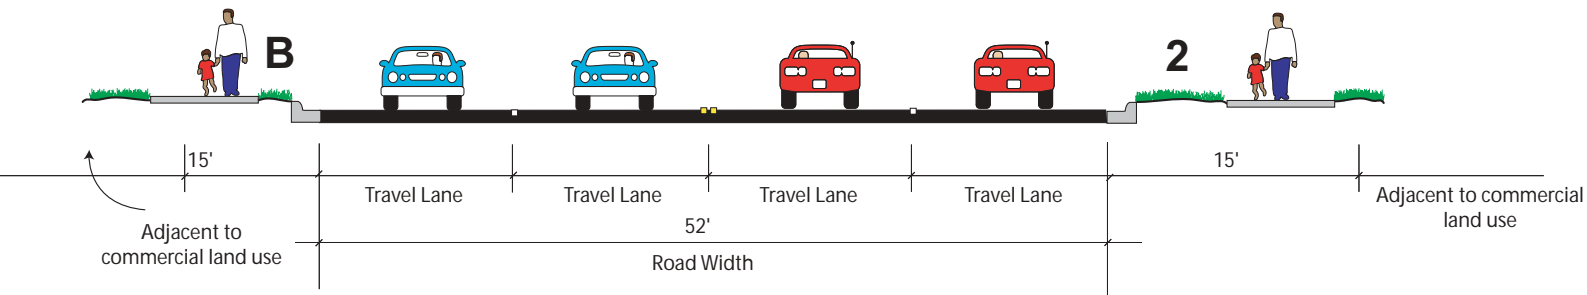 B
2
15'
15'
Travel Lane
Travel Lane
Travel Lane
Travel Lane
Adjacent to commercial
land use
52'
Adjacent to
commercial land use
Road Width